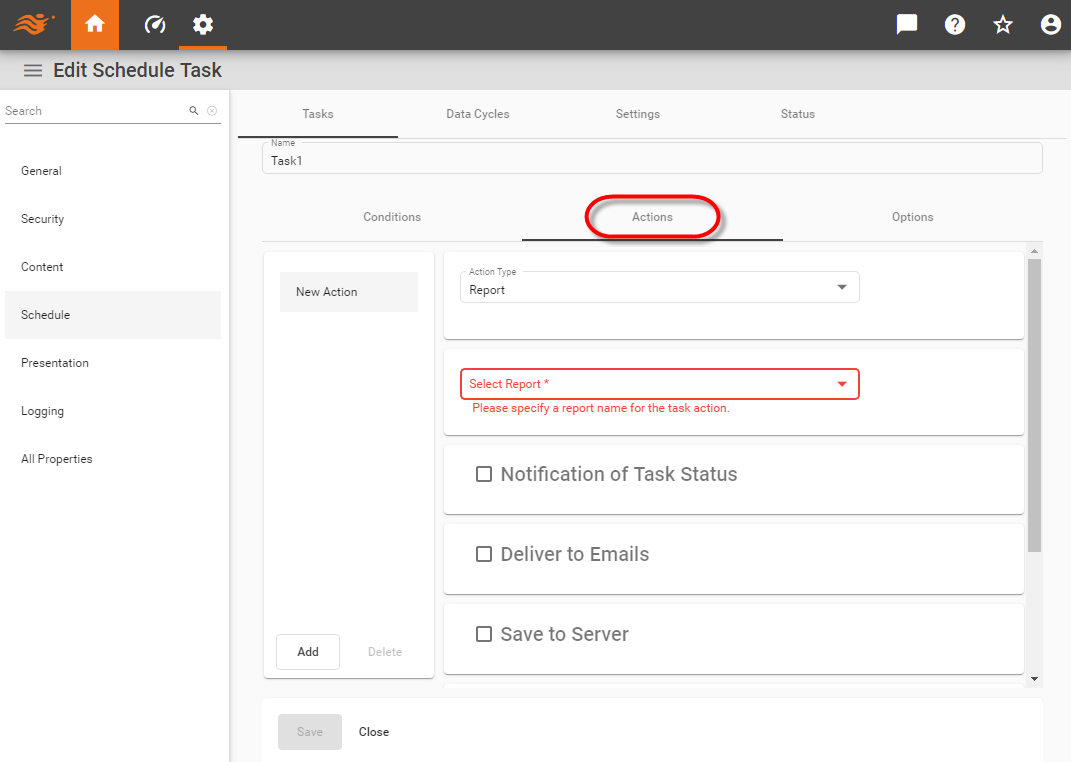 Edit Schedule Task
Search
General
Security
Content
Schedule
Presentation
Logging
All Properties
Tasks Data Cycles Settings Status
Name
Task1
Conditions Actions Options
New Action
Add Delete
Action Type
Report
Select Report *
Please specify a report name for the task action.
Notification of Task Status
Deliver to Emails
Save to Server
Save Close